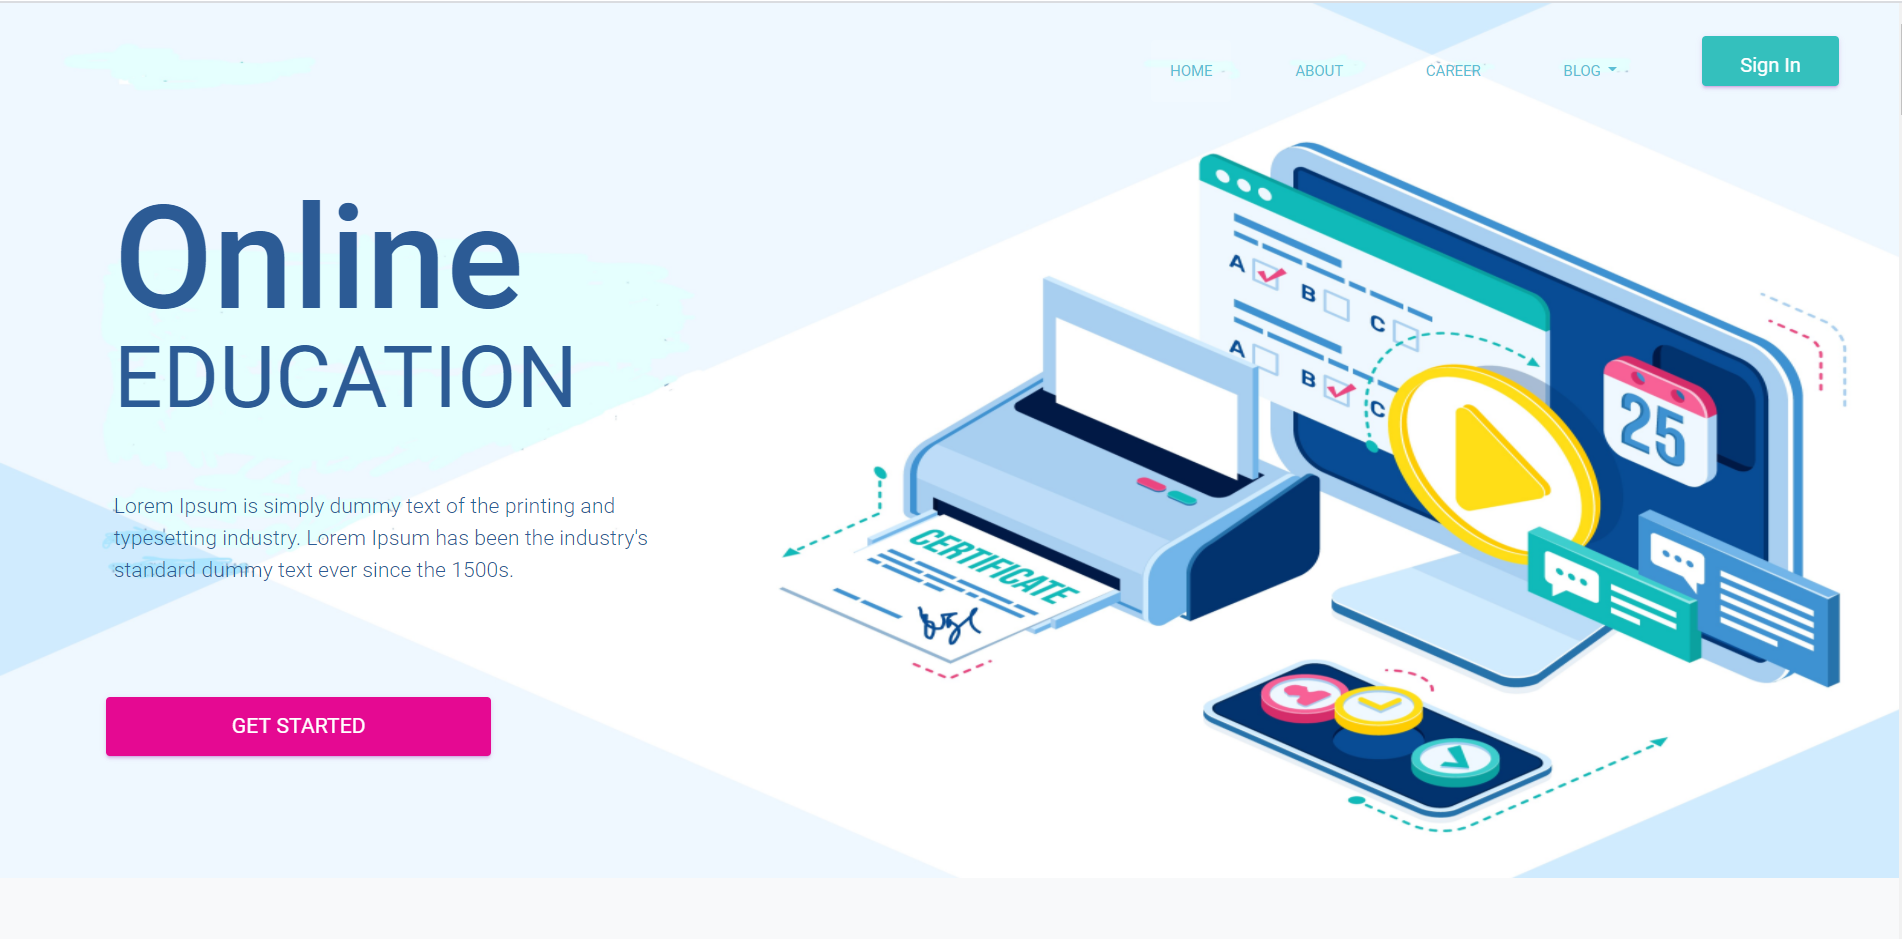 HOME
ABOUT
CAREER
BLOG
Sign In
Online
EDUCATION
Lorem Ipsum is simply dummy text of the printing and
typesetting industry. Lorem Ipsum has been the industry's
standard dummy text ever since the 1500s.
GET STARTED
A
B
C
A
B
C
25
CERTIFICATE